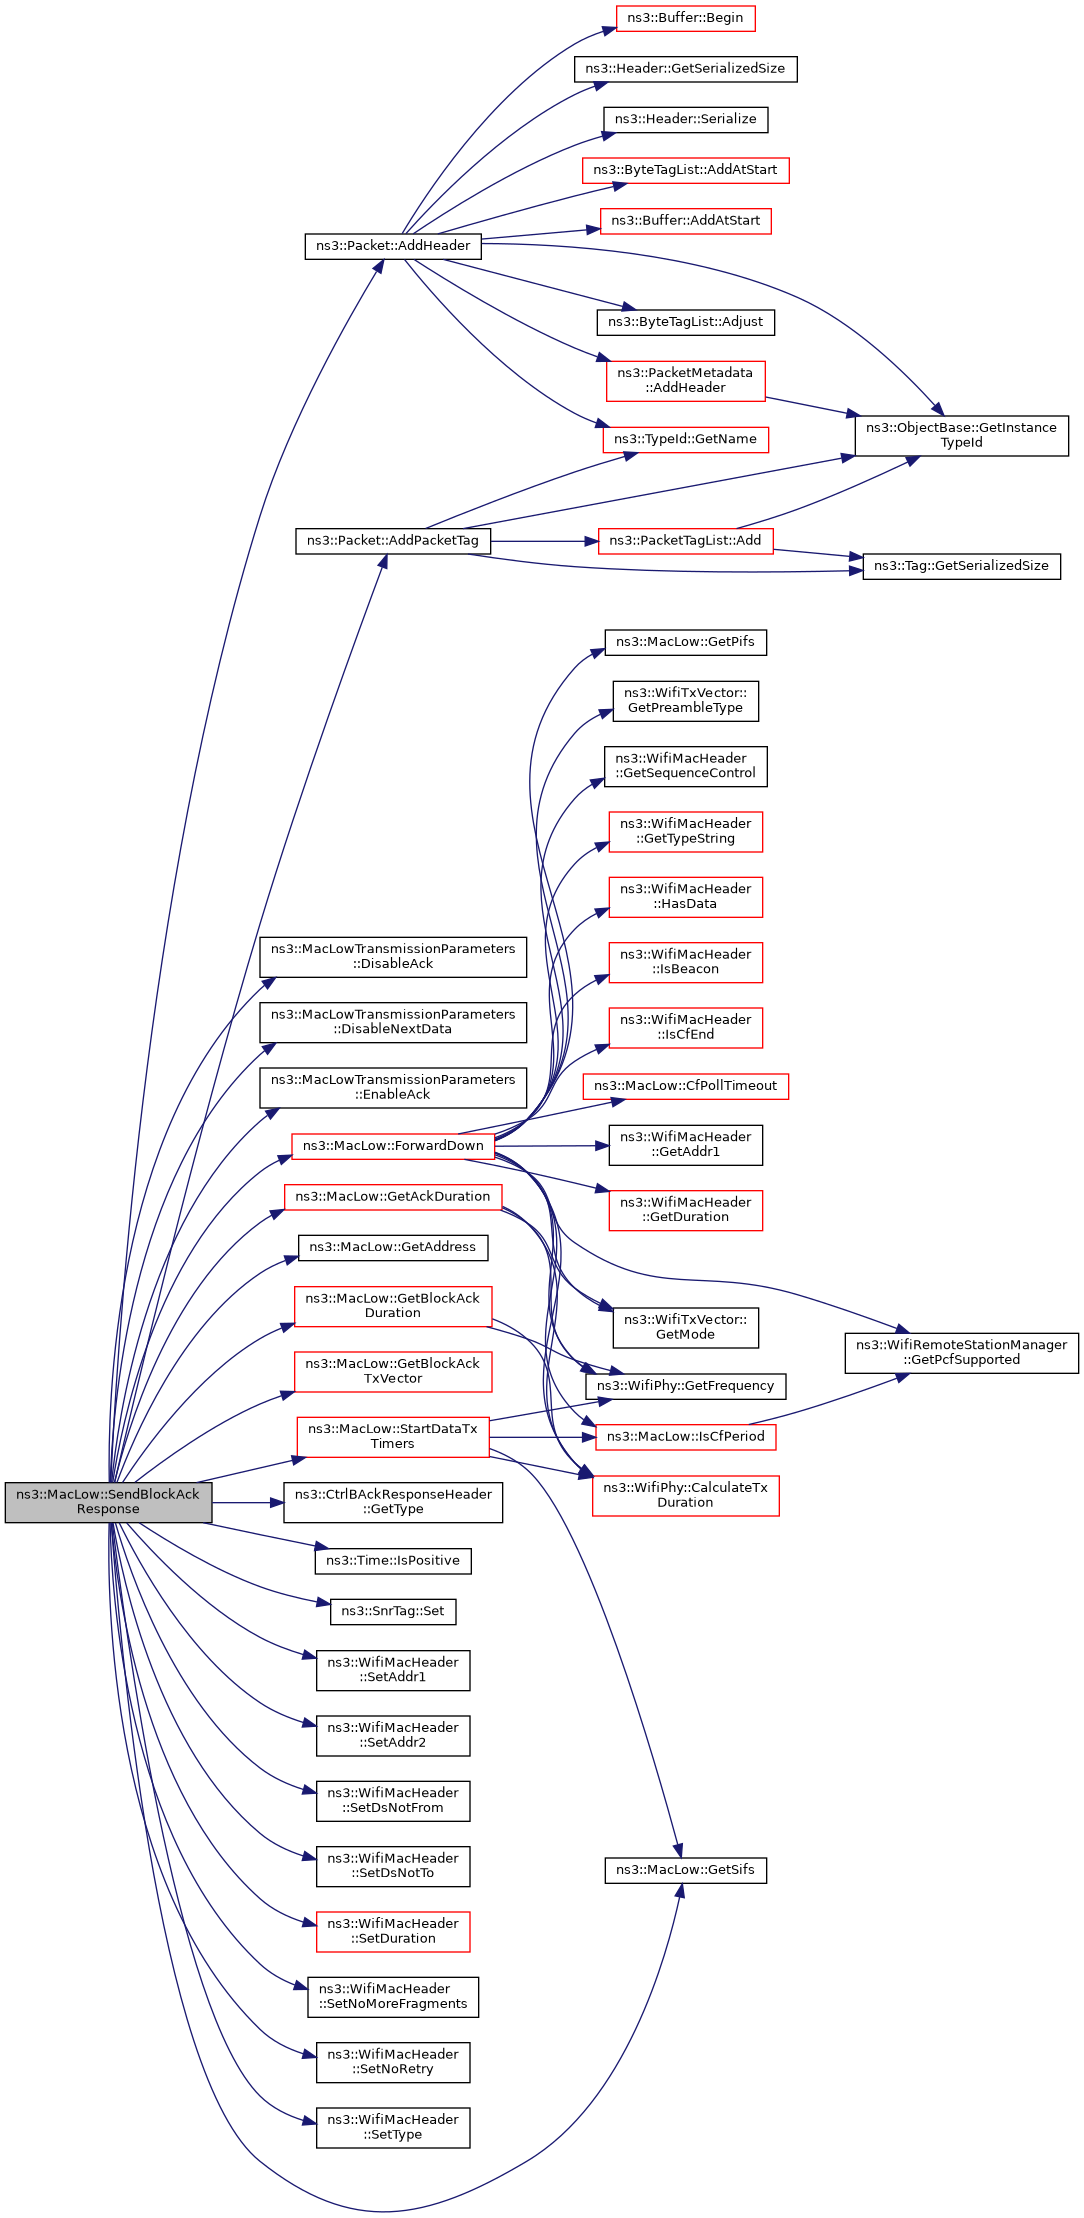 ns3::Buffer::Begin
ns3::Header::GetSerializedSize
ns3::Header::Serialize
ns3::ByteTagList::AddAtStart
ns3::Buffer::AddAtStart
ns3::Packet::AddHeader
ns3::ByteTagList::Adjust
ns3::PacketMetadata
::AddHeader
ns3::ObjectBase::GetInstance
TypeId
ns3::TypeId::GetName
ns3::Packet::AddPacketTag
ns3::PacketTagList::Add
ns3::Tag::GetSerializedSize
ns3::MacLow::GetPifs
ns3::WifiTxVector::
GetPreambleType
ns3::WifiMacHeader
::GetSequenceControl
ns3::WifiMacHeader
::GetTypeString
ns3::WifiMacHeader
::HasData
ns3::MacLowTransmissionParameters
::DisableAck
ns3::WifiMacHeader
::IsBeacon
ns3::MacLowTransmissionParameters
::DisableNextData
ns3::WifiMacHeader
::IsCfEnd
ns3::MacLowTransmissionParameters
::EnableAck
ns3::MacLow::CfPollTimeout
ns3::MacLow::ForwardDown
ns3::WifiMacHeader
::GetAddr1
ns3::MacLow::GetAckDuration
ns3::WifiMacHeader
::GetDuration
ns3::MacLow::GetAddress
ns3::MacLow::GetBlockAck
Duration
ns3::WifiTxVector::
GetMode
ns3::WifiRemoteStationManager
::GetPcfSupported
ns3::MacLow::GetBlockAck
TxVector
ns3::WifiPhy::GetFrequency
ns3::MacLow::StartDataTx
Timers
ns3::MacLow::IsCfPeriod
ns3::MacLow::SendBlockAck
Response
ns3::CtrlBAckResponseHeader
::GetType
ns3::WifiPhy::CalculateTx
Duration
ns3::Time::IsPositive
ns3::SnrTag::Set
ns3::WifiMacHeader
::SetAddr1
ns3::WifiMacHeader
::SetAddr2
ns3::WifiMacHeader
::SetDsNotFrom
ns3::WifiMacHeader
::SetDsNotTo
ns3::MacLow::GetSifs
ns3::WifiMacHeader
::SetDuration
ns3::WifiMacHeader
::SetNoMoreFragments
ns3::WifiMacHeader
::SetNoRetry
ns3::WifiMacHeader
::SetType